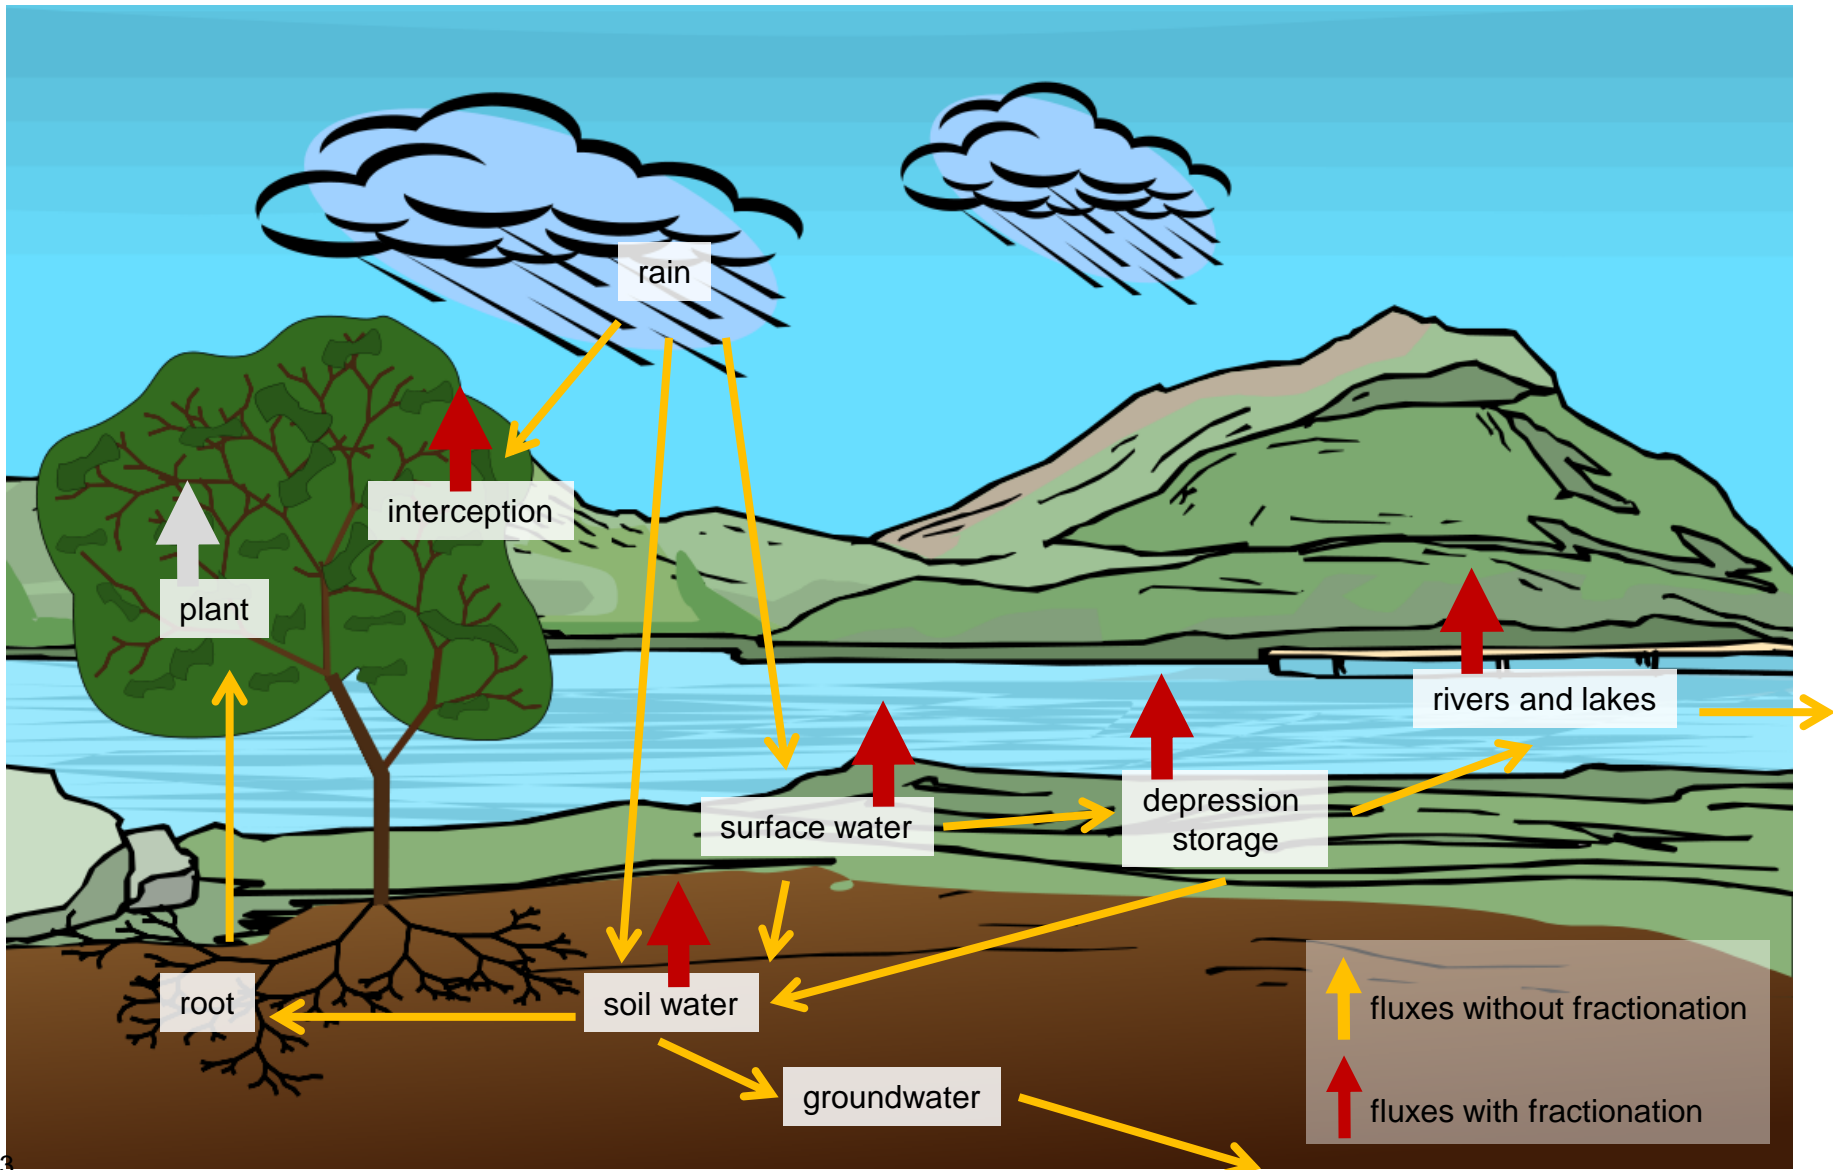 rain
interception
plant
rivers and lakes
depression
storage
surface water
root
soil water
fluxes without fractionation
groundwater
fluxes with fractionation
3